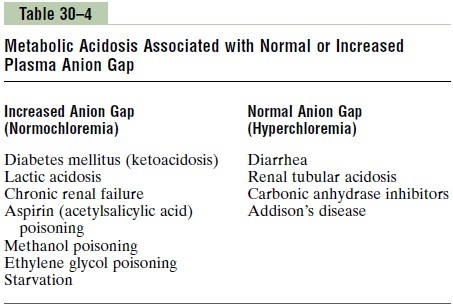 Table 30–4
Metabolic Acidosis Associated with Normal or Increased
Plasma Anion Gap
Increased Anion Gap
(Normochloremia)
Diabetes mellitus (ketoacidosis)
Lactic acidosis
Chronic renal failure
Aspirin (acetylsalicylic acid)
poisoning
Methanol poisoning
Ethylene glycol poisoning
Starvation
Normal Anion Gap
(Hyperchloremia)
Diarrhea
Renal tubular acidosis
Carbonic anhydrase inhibitors
Addison's disease